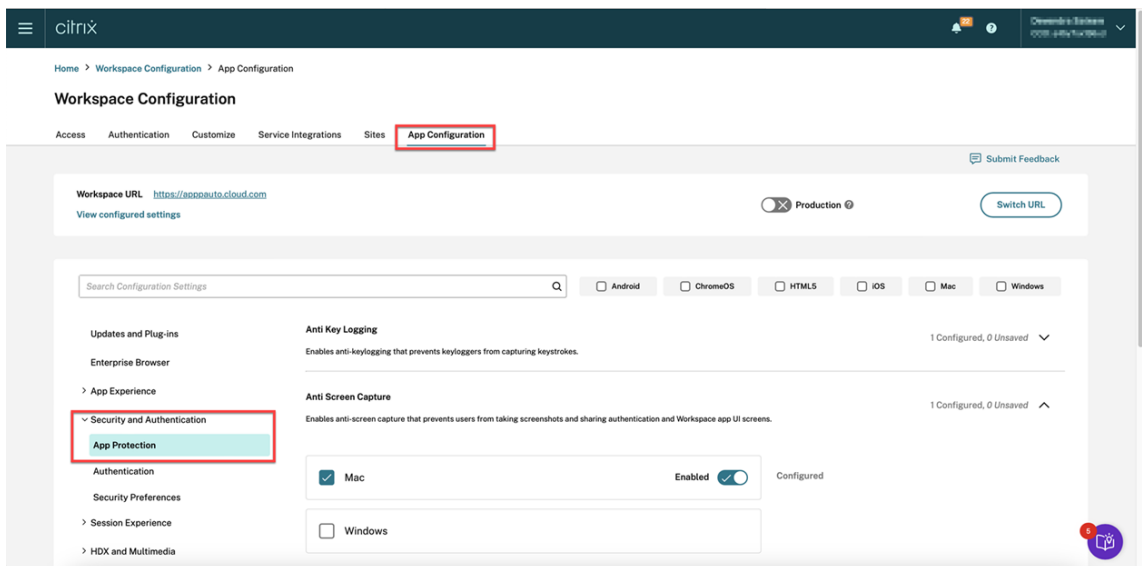 citrix
22
Home > Workspace Configuration > App Configuration
Workspace Configuration
Access Authentication Customize Service Integrations Sites App Configuration
Submit Feedback
Workspace URL https://apppauto.cloud.com
View configured settings
Production
Switch URL
Search Configuration Settings
Android ChromeOS HTML5 iOS Mac Windows
Updates and Plug-ins
Enterprise Browser
App Experience
Security and Authentication
App Protection
Authentication
Security Preferences
Session Experience
HDX and Multimedia
Anti Key Logging
1 Configured, 0 Unsaved
Enables anti-keylogging that prevents keyloggers from capturing keystrokes.
Anti Screen Capture
1 Configured, 0 Unsaved
Enables anti-screen capture that prevents users from taking screenshots and sharing authentication and Workspace app UI screens.
Mac Enabled Configured
Windows
5